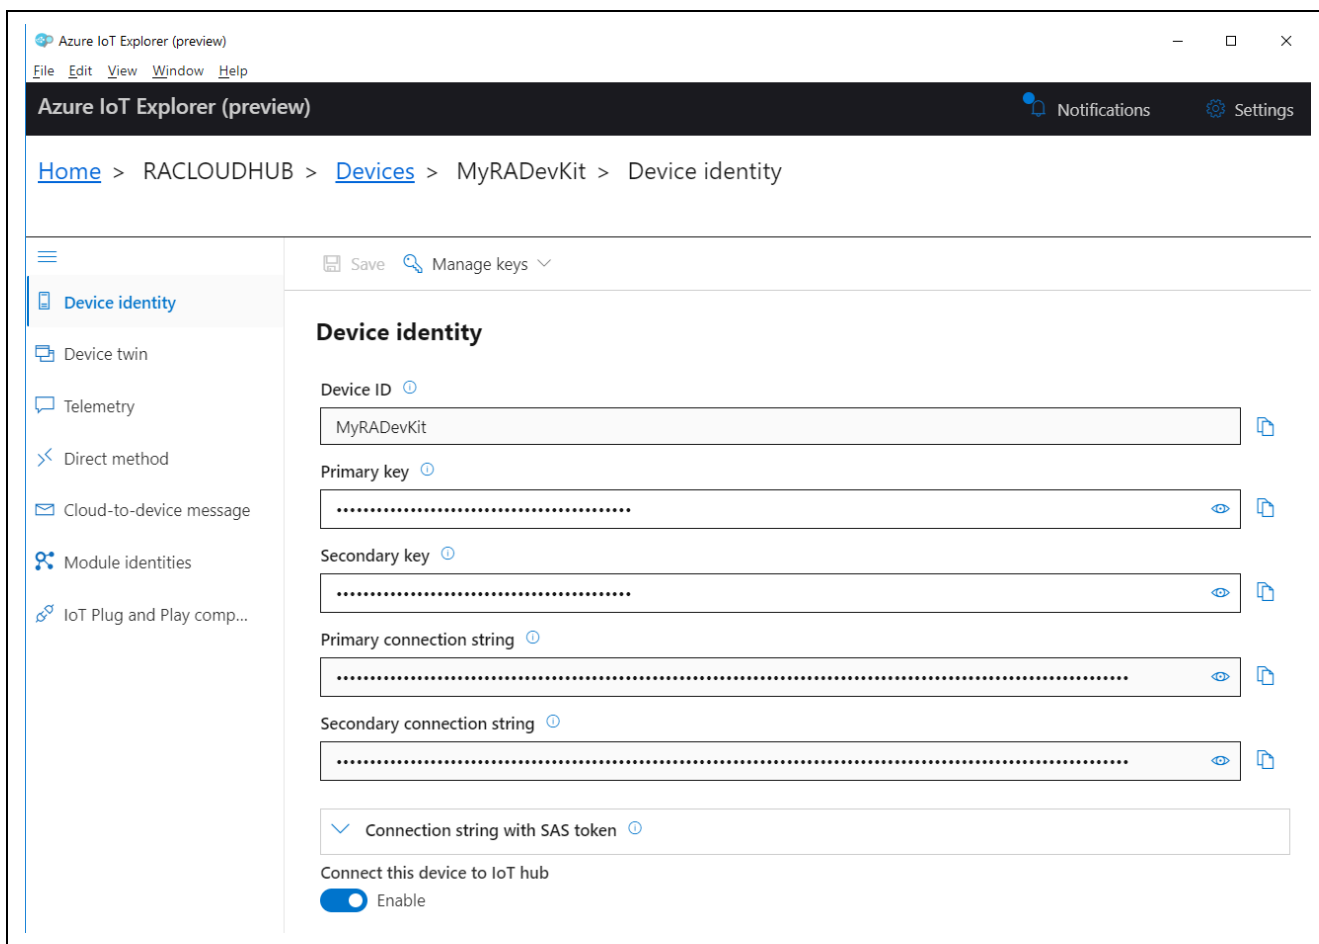 Azure IoT Explorer (preview)
File Edit View Window Help
Azure IoT Explorer (preview) Notifications Settings
Home > RACLOUDHUB > Devices > MyRADevKit > Device identity
Save Manage keys
Device identity
Device twin
Telemetry
Direct method
Cloud-to-device message
Module identities
IoT Plug and Play comp...
Device identity
Device ID
MyRADevKit
Primary key
Secondary key
Primary connection string
Secondary connection string
Connection string with SAS token
Connect this device to IoT hub
Enable